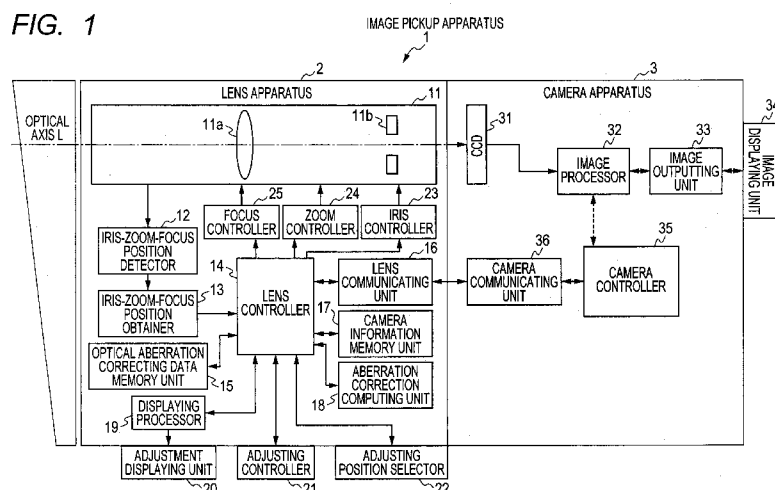 FIG. 1
IMAGE PICKUP APPARATUS
1
2
3
LENS APPARATUS
11
CAMERA APPARATUS
34
OPTICAL
AXIS L
11a
11b
31
CCD
32
IMAGE
PROCESSOR
33
IMAGE
OUTPUTTING
UNIT
IMAGE
DISPLAYING UNIT
12
25
24
23
FOCUS
CONTROLLER
ZOOM
CONTROLLER
IRIS
CONTROLLER
IRIS-ZOOM-FOCUS
POSITION
DETECTOR
14
16
36
35
13
IRIS-ZOOM-FOCUS
POSITION
OBTAINER
LENS
CONTROLLER
LENS
COMMUNICATING
UNIT
CAMERA
COMMUNICATING
UNIT
CAMERA
CONTROLLER
17
CAMERA
INFORMATION
MEMORY UNIT
OPTICAL ABERRATION
CORRECTING DATA
MEMORY UNIT
15
ABERRATION
CORRECTION
COMPUTING UNIT
18
19
DISPLAYING
PROCESSOR
ADJUSTMENT
DISPLAYING UNIT
ADJUSTING
CONTROLLER
ADJUSTING
POSITION SELECTOR
20
21
22